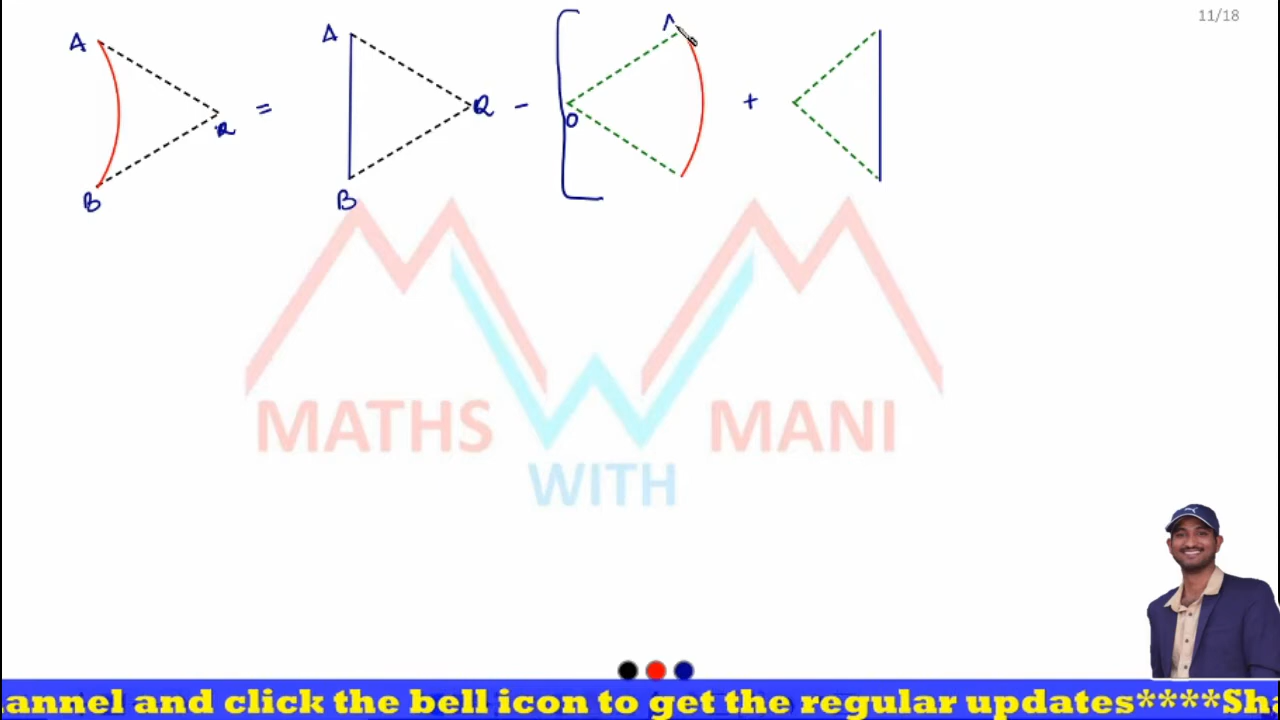 11/18
A
B
R
=
A
B
R
-
[
O
A
+
MATHS
WITH
MANI
annel and click the bell icon to get the regular updates****Sha